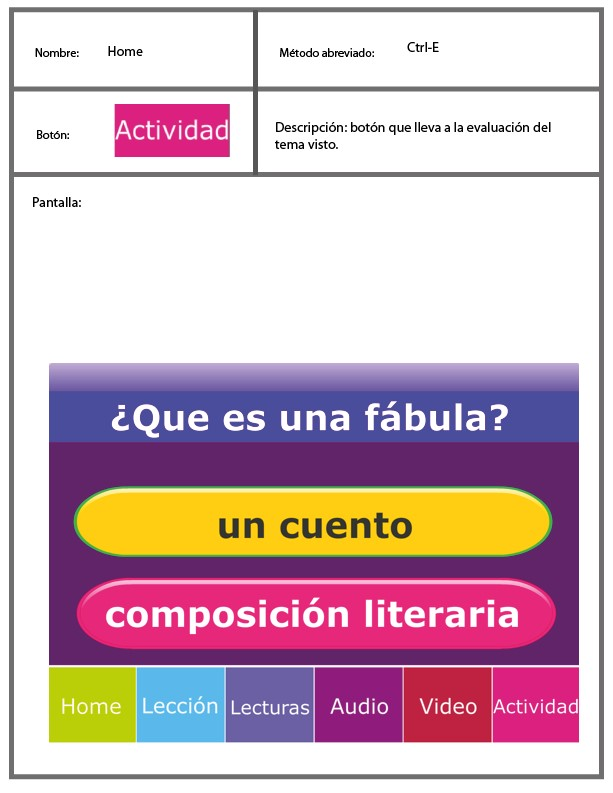 Nombre: Home
Método abreviado: Ctrl-E
Botón: Actividad
Descripción: botón que lleva a la evaluación del
tema visto.
Pantalla:
¿Que es una fábula?
un cuento
composición literaria
Home Lección Lecturas Audio Video Actividad